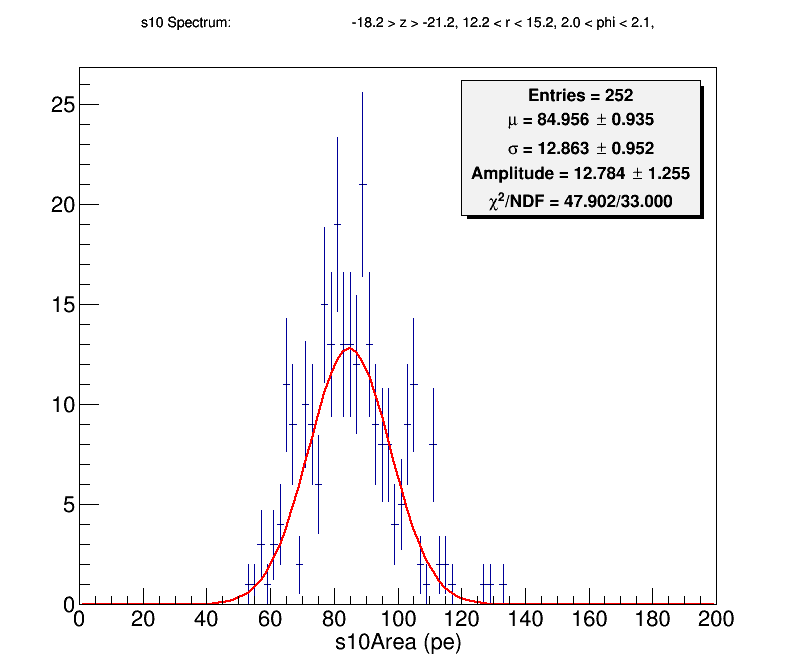 s10 Spectrum: -18.2 > z > -21.2, 12.2 < r < 15.2, 2.0 < phi < 2.1,
Entries = 252
μ = 84.956 ± 0.935
σ = 12.863 ± 0.952
Amplitude = 12.784 ± 1.255
χ²/NDF = 47.902/33.000
25
20
15
10
5
0
0 20 40 60 80 100 120 140 160 180 200
s10Area (pe)